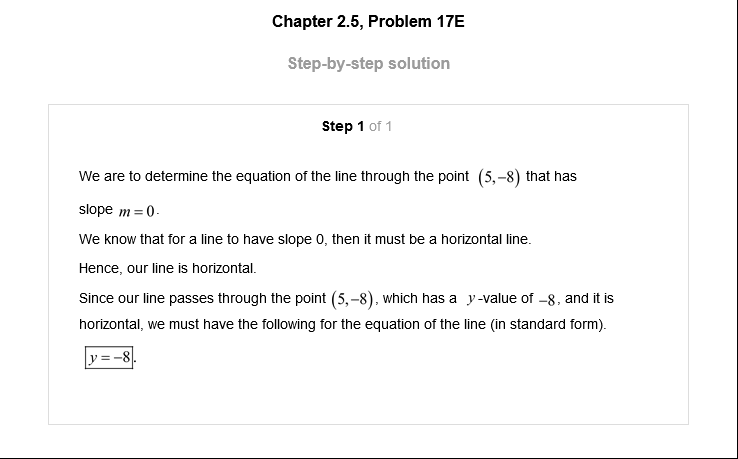 Chapter 2.5, Problem 17E
Step-by-step solution
Step 1 of 1
We are to determine the equation of the line through the point (5,−8) that has
slope m = 0.
We know that for a line to have slope 0, then it must be a horizontal line.
Hence, our line is horizontal.
Since our line passes through the point (5,−8), which has a y-value of −8, and it is
horizontal, we must have the following for the equation of the line (in standard form).
y = −8.